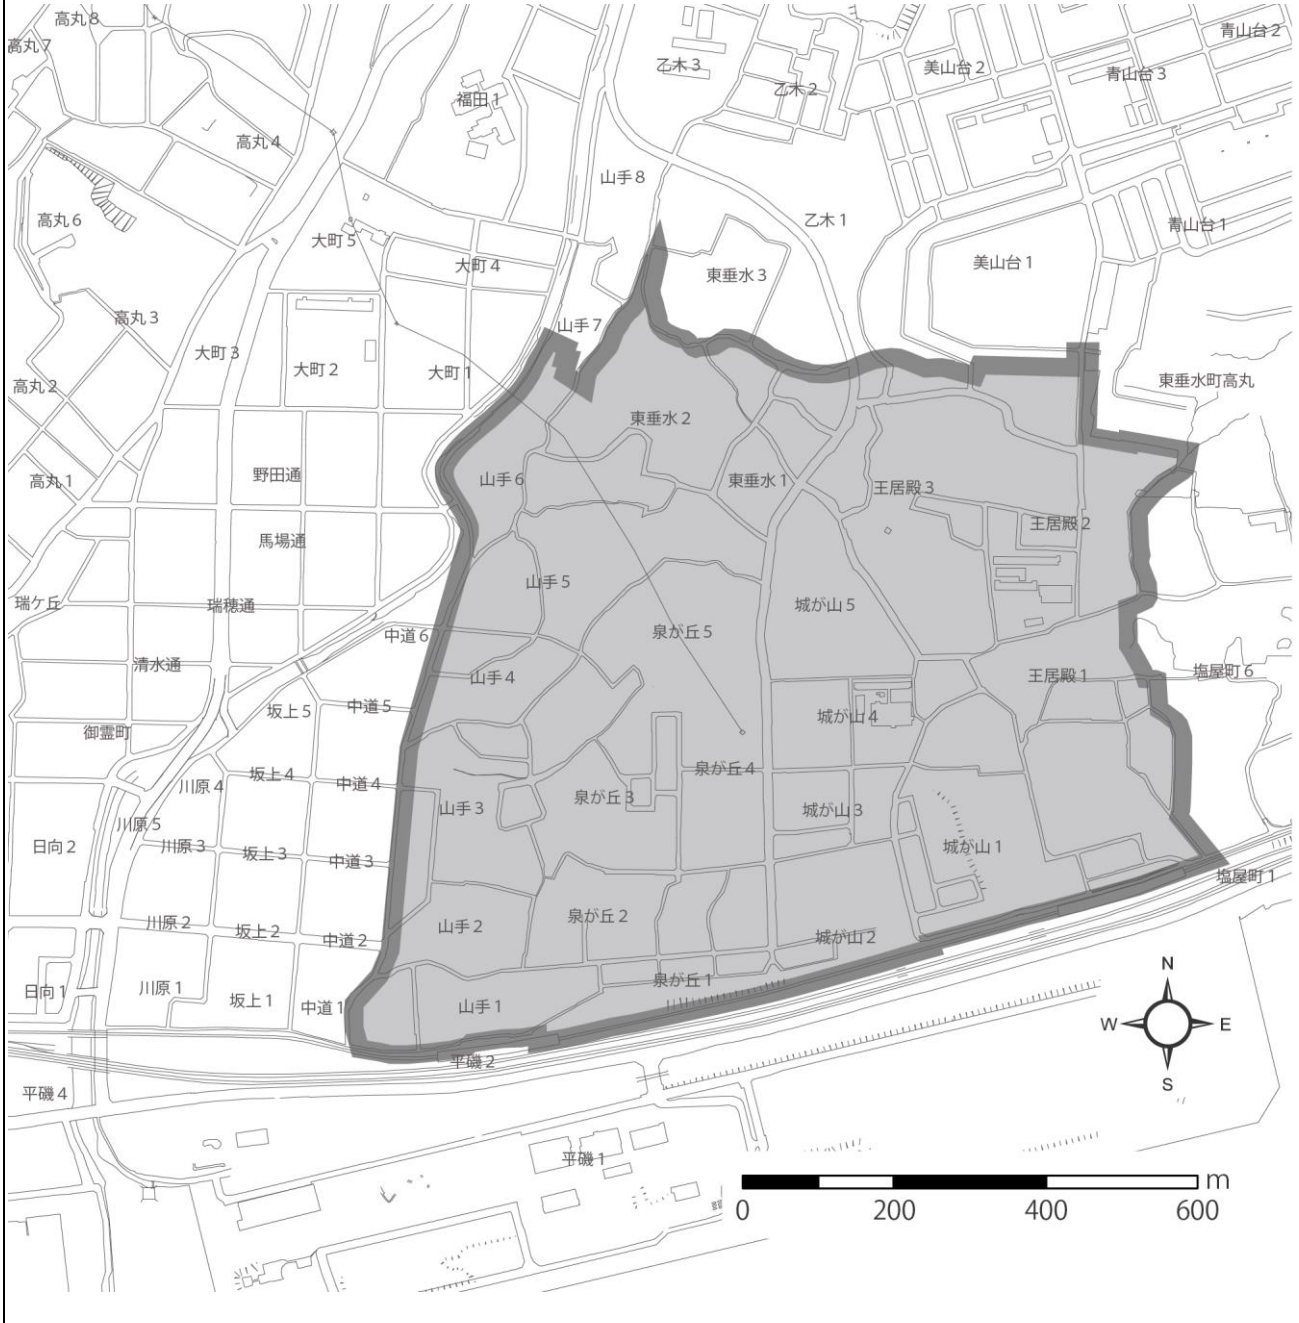 高丸８
高丸７
青山台２
乙木３
美山台２
青山台３
乙木２
福田１
高丸４
山手８
高丸６
乙木１
青山台１
大町５
大町４
美山台１
東垂水３
高丸３
山手７
大町３
大町２
大町１
高丸２
東垂水町高丸
東垂水２
野田通
高丸１
山手６
東垂水１
王居殿３
王居殿２
馬場通
山手５
瑞ケ丘
瑞穂通
城が山５
中道６
泉が丘５
清水通
山手４
王居殿１
塩屋町６
坂上５
中道５
城が山４
御霊町
坂上４
泉が丘４
川原４
中道４
泉が丘３
山手３
城が山３
川原５
日向２
川原３
坂上３
中道３
城が山１
塩屋町１
川原２
坂上２
中道２
山手２
泉が丘２
城が山２
泉が丘１
日向１
川原１
坂上１
中道１
山手１
N
W
E
S
平磯２
平磯４
平磯１
m
0 200 400 600